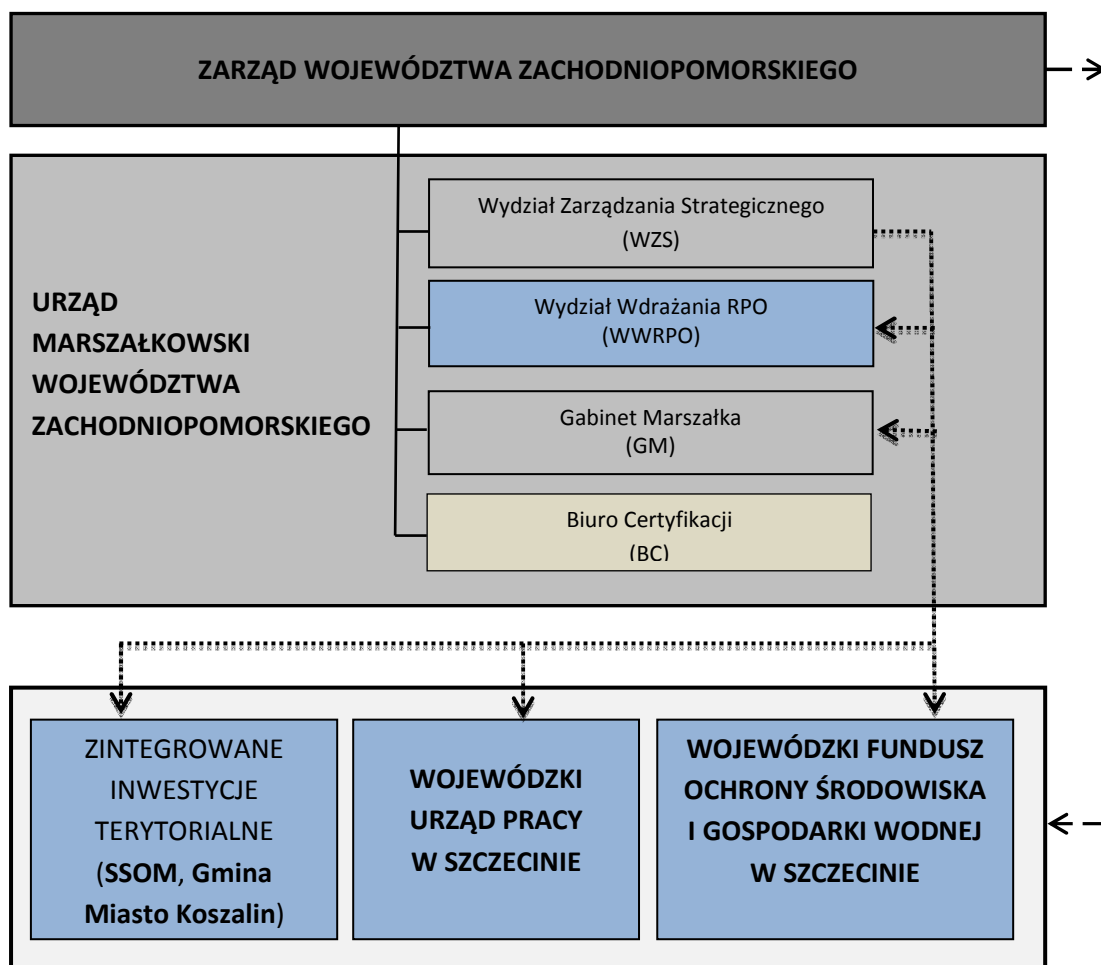 ZARZĄD WOJEWÓDZTWA ZACHODNIOPOMORSKIEGO
URZĄD
MARSZAŁKOWSKI
WOJEWÓDZTWA
ZACHODNIOPOMORSKIEGO
Wydział Zarządzania Strategicznego
(WZS)
Wydział Wdrażania RPO
(WWRPO)
Gabinet Marszałka
(GM)
Biuro Certyfikacji
(BC)
ZINTEGROWANE
INWESTYCJE
TERYTORIALNE
(SSOM, Gmina
Miasto Koszalin)
WOJEWÓDZKI
URZĄD PRACY
W SZCZECINIE
WOJEWÓDZKI FUNDUSZ
OCHRONY ŚRODOWISKA
I GOSPODARKI WODNEJ
W SZCZECINIE